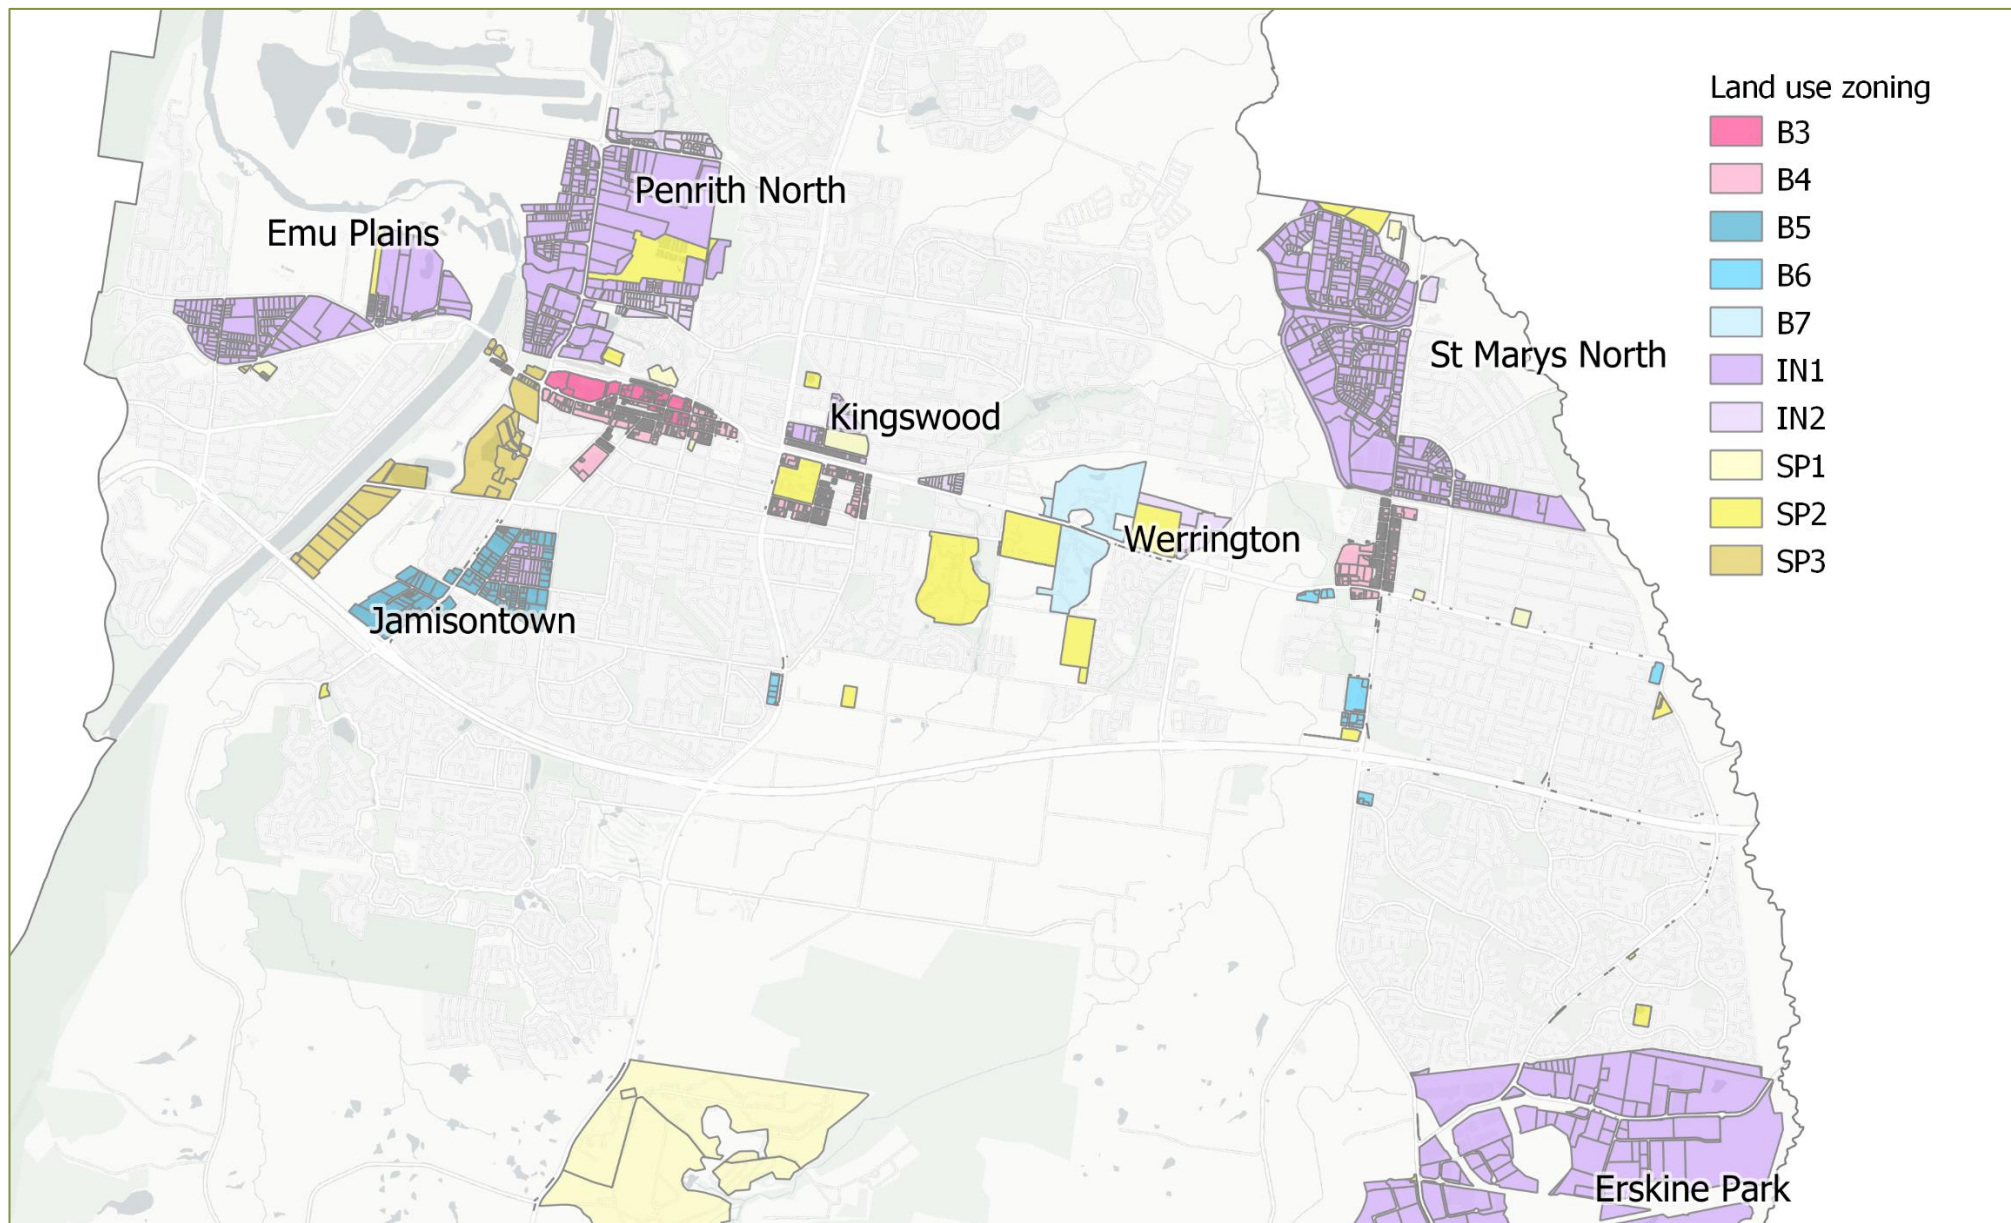 Land use zoning
B3
B4
B5
B6
B7
IN1
IN2
SP1
SP2
SP3
Penrith North
Emu Plains
St Marys North
Kingswood
Werrington
Jamisontown
Erskine Park